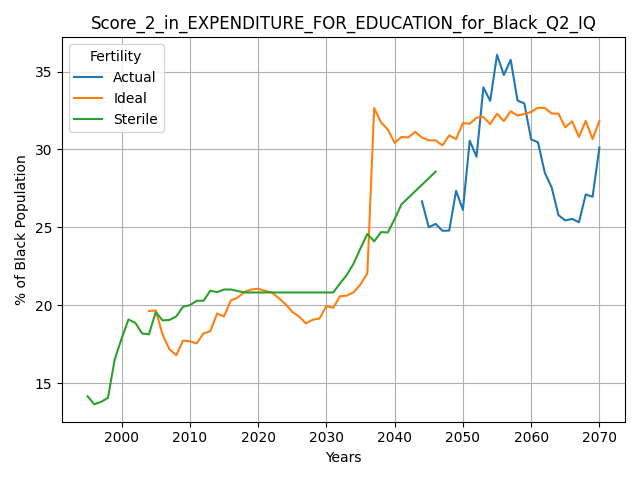 Score_2_in_EXPENDITURE_FOR_EDUCATION_for_Black_Q2_IQ
Fertility
Actual
Ideal
Sterile
% of Black Population
35
30
25
20
15
2000 2010 2020 2030 2040 2050 2060 2070
Years